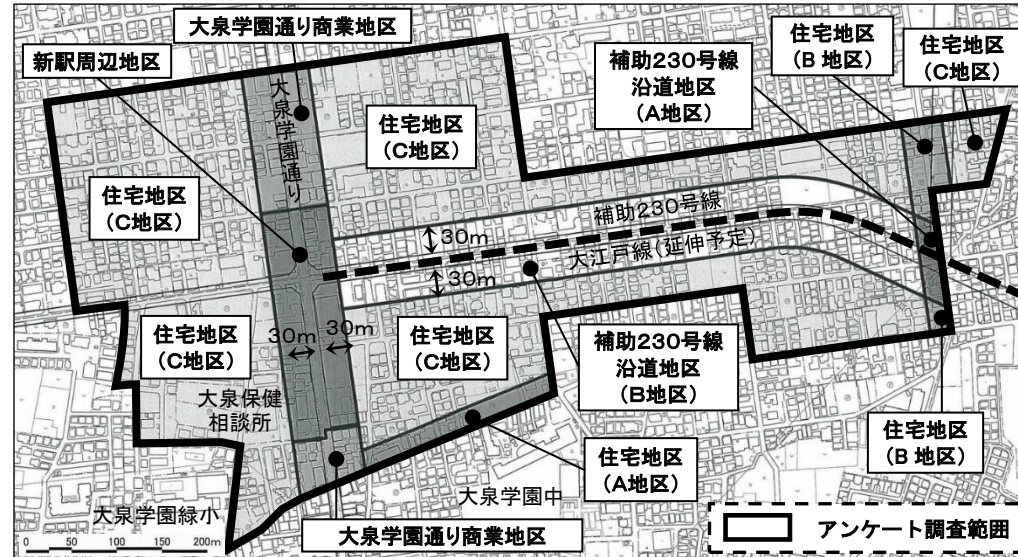 大泉学園通り商業地区
新駅周辺地区
大泉学園通り
住宅地区
(C地区)
補助230号線
沿道地区
(A地区)
住宅地区
(B 地区)
住宅地区
(C地区)
住宅地区
(C地区)
補助230号線
30m
大江戸線(延伸予定)
30m
住宅地区
(C地区)
30m
30m
住宅地区
(C地区)
補助230号線
沿道地区
(B地区)
大泉保健
相談所
住宅地区
(A地区)
住宅地区
(B 地区)
大泉学園中
大泉学園緑小
大泉学園通り商業地区
アンケート調査範囲
0 50 100 150 200m